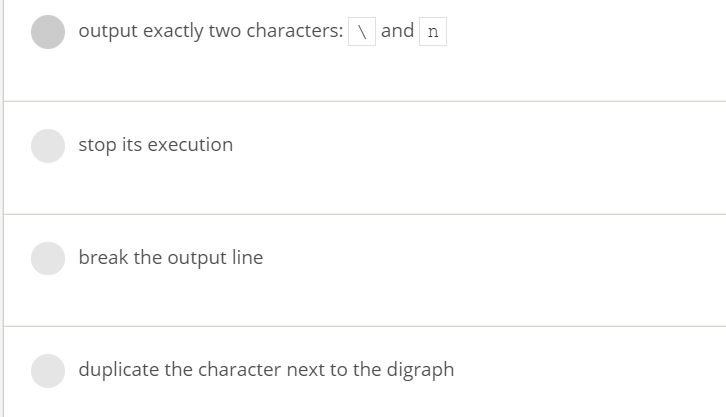 output exactly two characters: \ and n
stop its execution
break the output line
duplicate the character next to the digraph